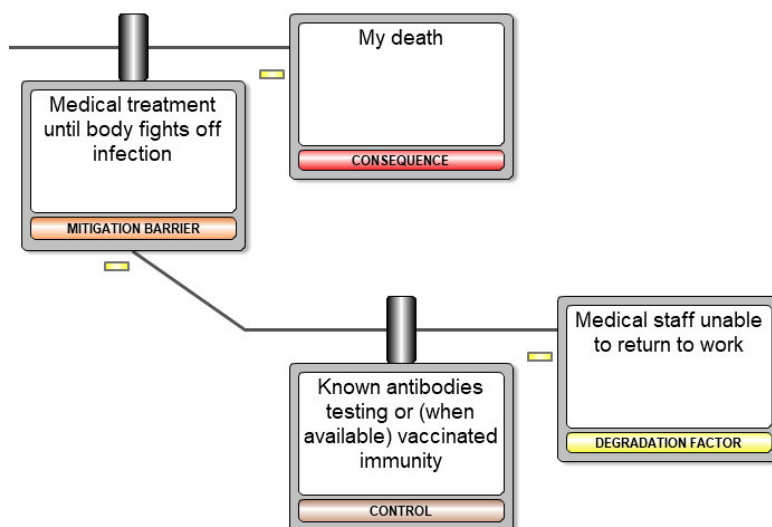 My death
CONSEQUENCE
Medical treatment
until body fights off
infection
MITIGATION BARRIER
Medical staff unable
to return to work
DEGRADATION FACTOR
Known antibodies
testing or (when
available) vaccinated
immunity
CONTROL